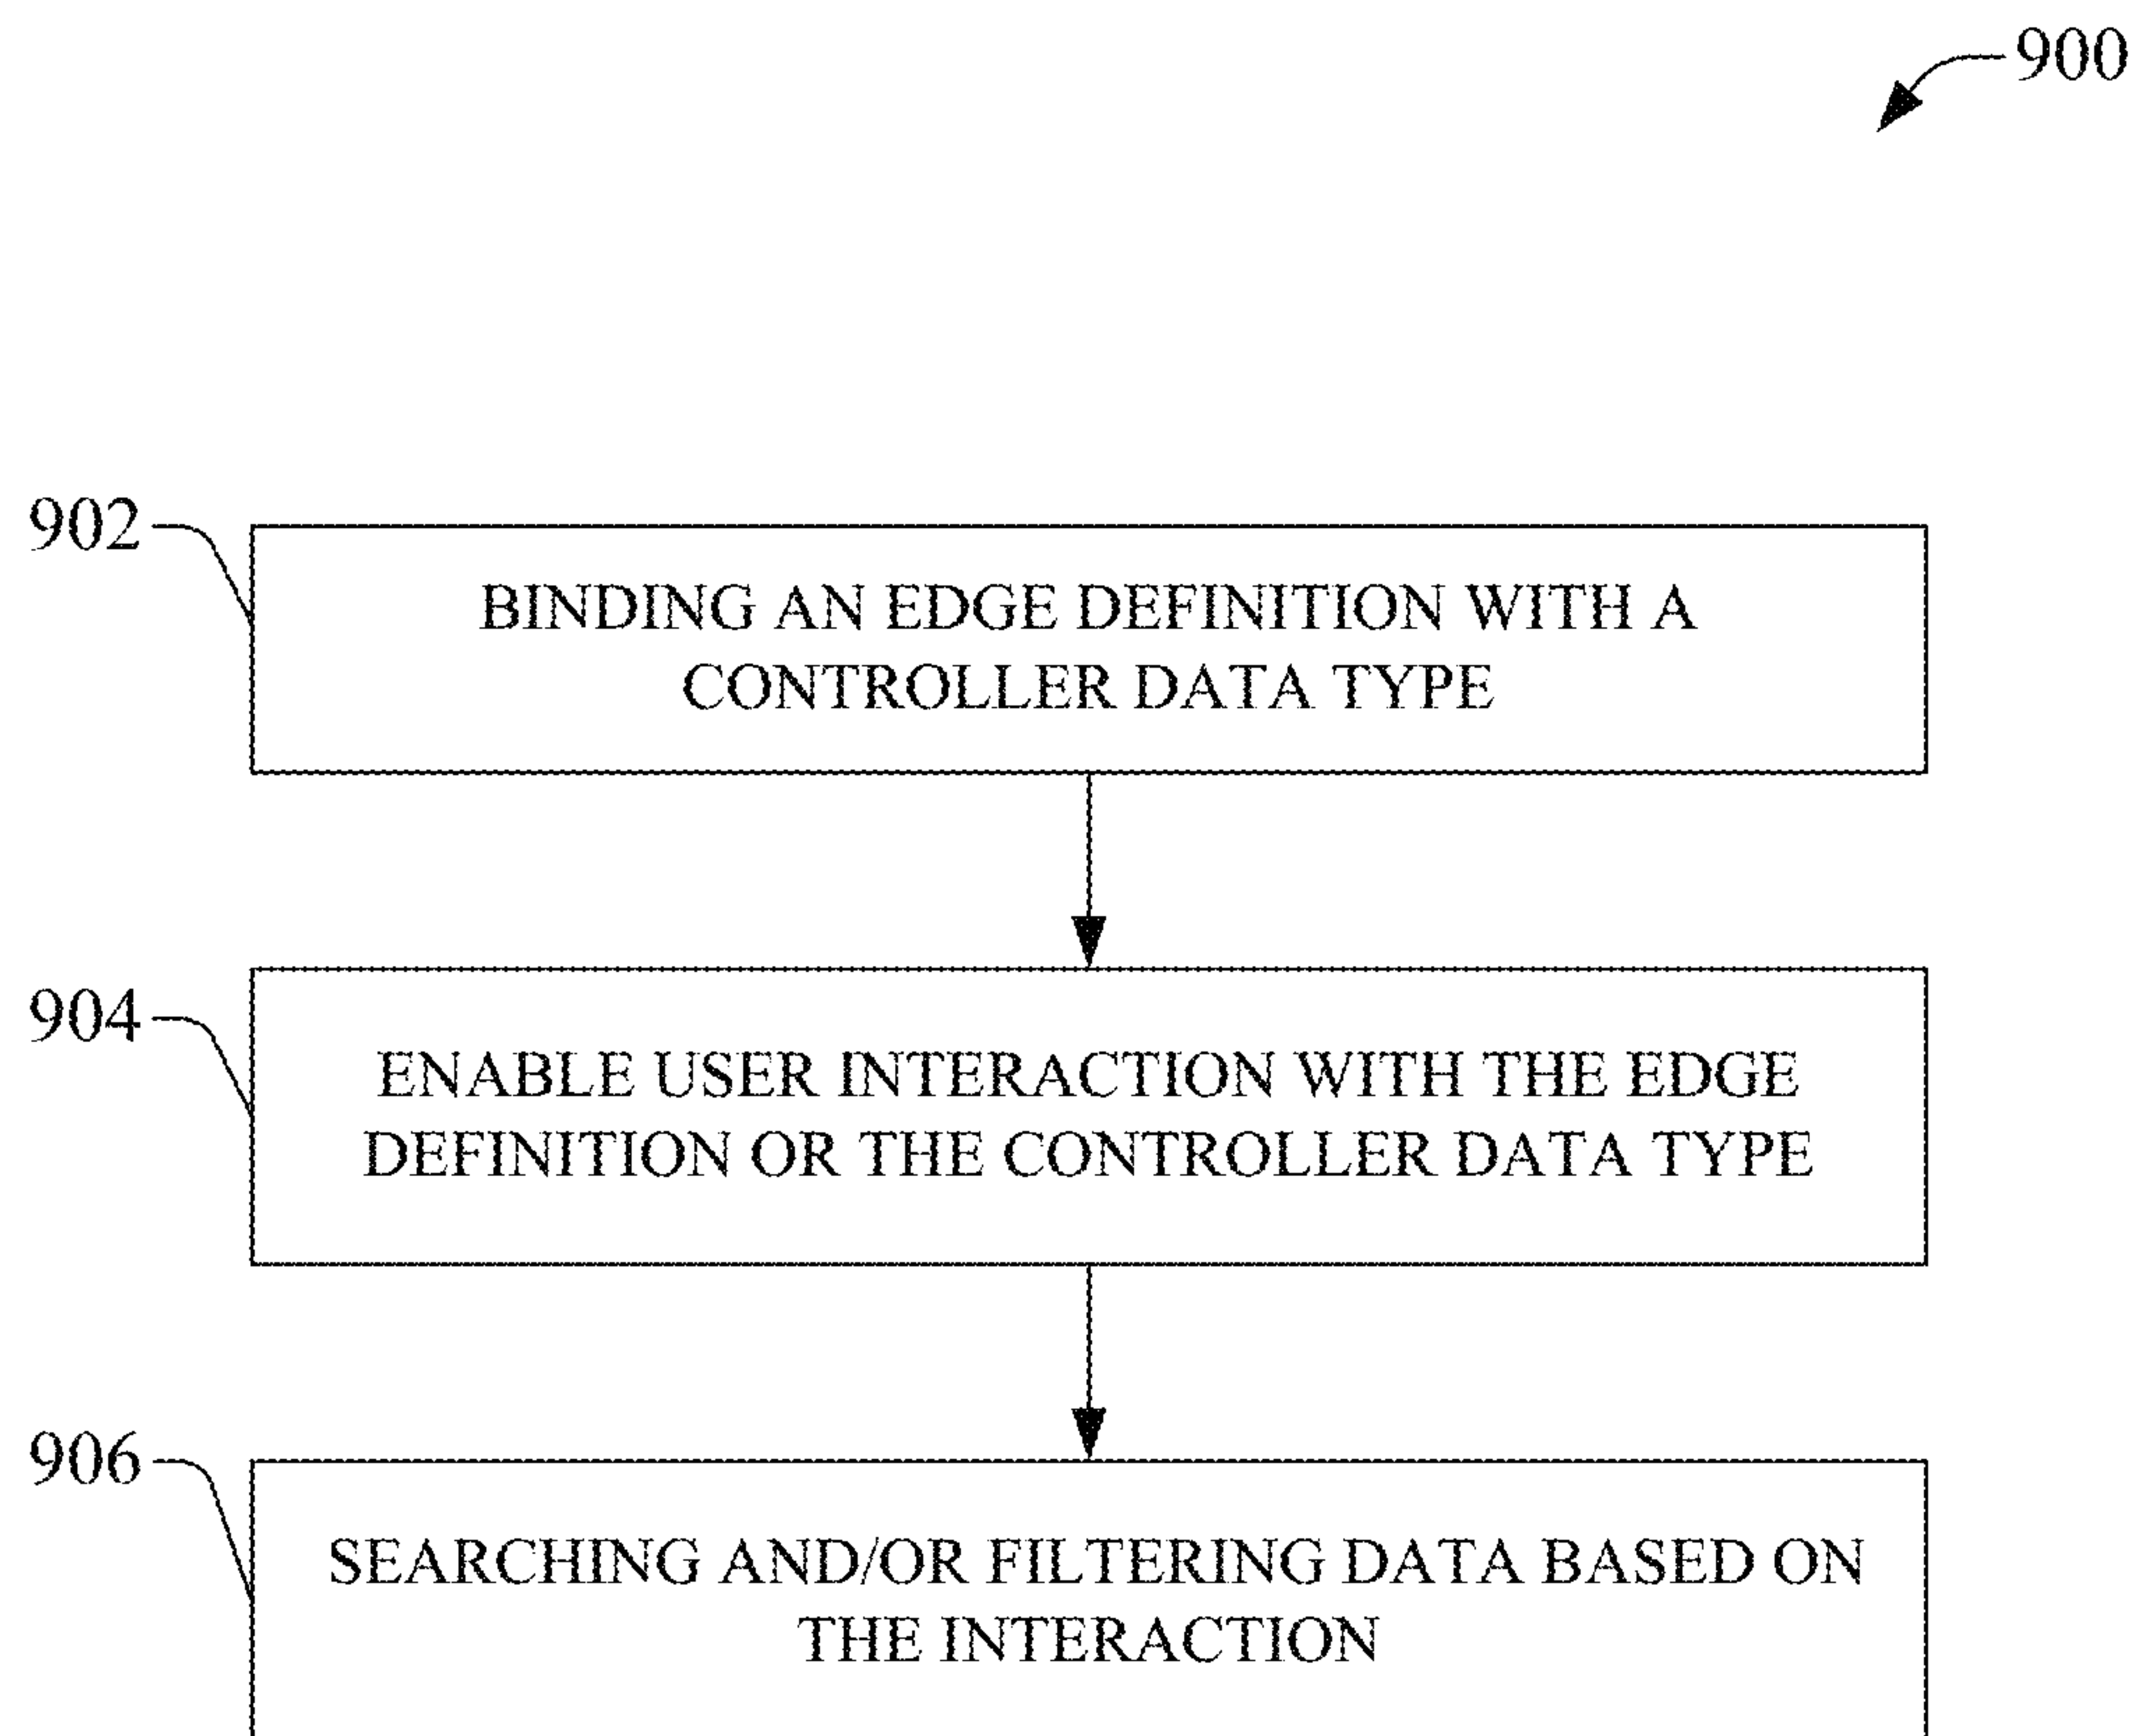 900
902
BINDING AN EDGE DEFINITION WITH A
CONTROLLER DATA TYPE
904
ENABLE USER INTERACTION WITH THE EDGE
DEFINITION OR THE CONTROLLER DATA TYPE
906
SEARCHING AND/OR FILTERING DATA BASED ON
THE INTERACTION